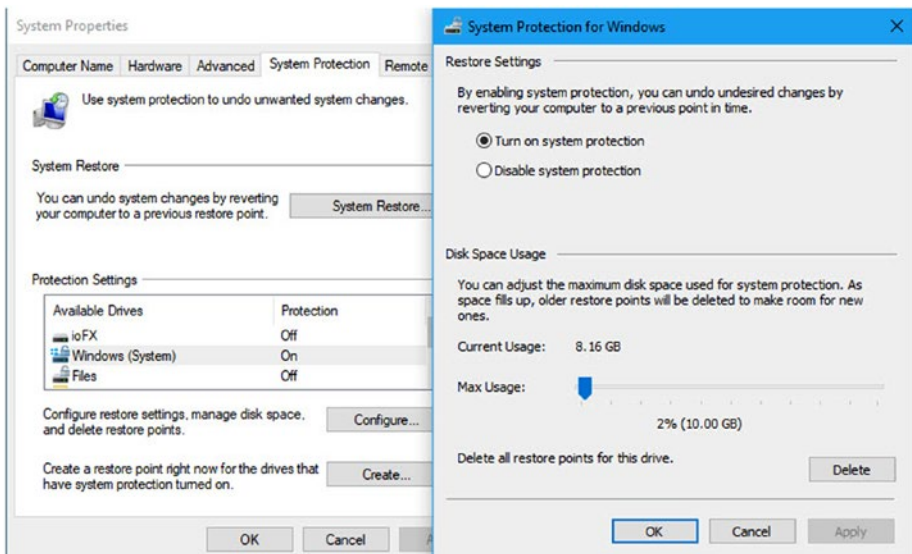 System Properties
Computer Name
Hardware
Advanced
System Protection
Remote
Use system protection to undo unwanted system changes.
System Restore
You can undo system changes by reverting
your computer to a previous restore point.
System Restore...
Protection Settings
Available Drives
Protection
ioFX
Off
Windows (System)
On
Files
Off
Configure restore settings, manage disk space,
and delete restore points.
Configure...
Create a restore point right now for the drives that
have system protection turned on.
Create...
OK
Cancel
System Protection for Windows
Restore Settings
By enabling system protection, you can undo undesired changes by
reverting your computer to a previous point in time.
Turn on system protection
Disable system protection
Disk Space Usage
You can adjust the maximum disk space used for system protection. As
space fills up, older restore points will be deleted to make room for new
ones.
Current Usage:
8.16 GB
Max Usage:
2% (10.00 GB)
Delete all restore points for this drive.
Delete
OK
Cancel
Apply